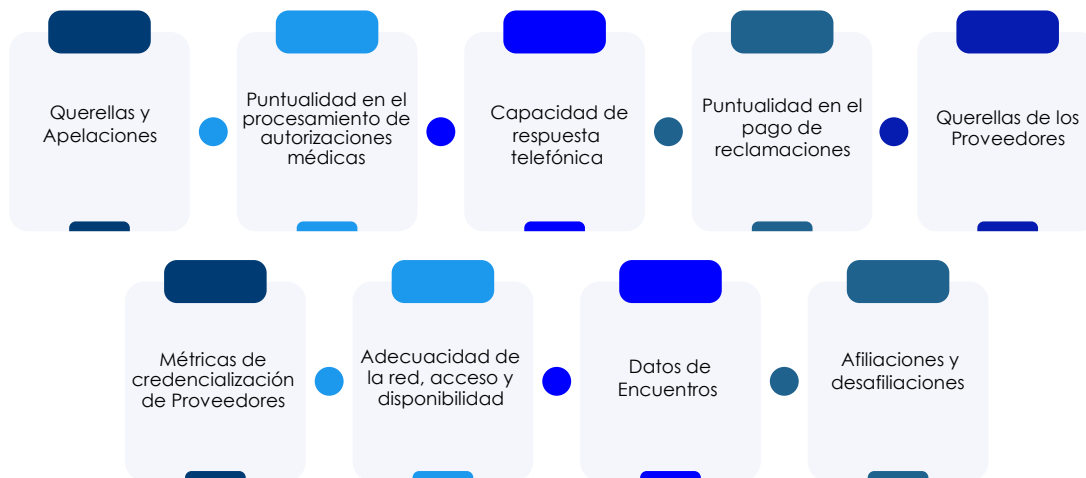 Querellas y
Apelaciones
Puntualidad en el
procesamiento de
autorizaciones
médicas
Capacidad de
respuesta
telefónica
Puntualidad en el
pago de
reclamaciones
Querellas de los
Proveedores
Métricas de
credencialización
de Proveedores
Adecuacidad de
la red, acceso y
disponibilidad
Datos de
Encuentros
Afiliaciones y
desafiliaciones